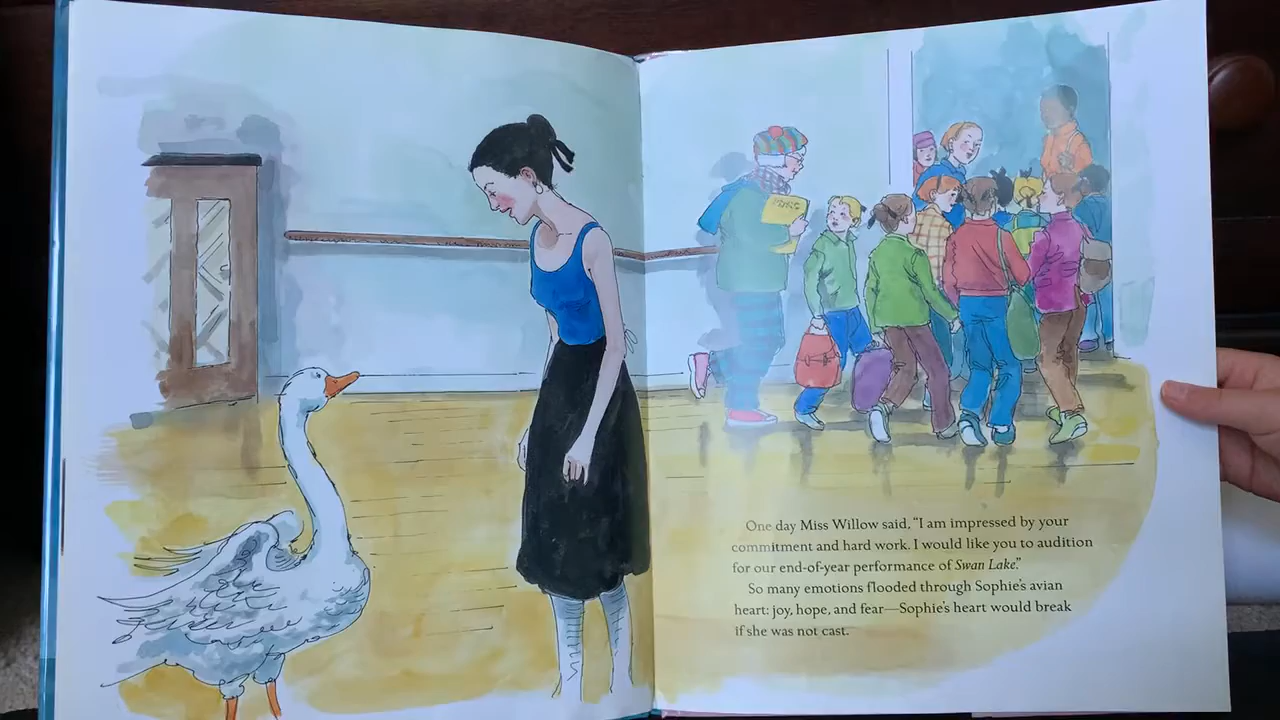 One day Miss Willow said, “I am impressed by your
commitment and hard work. I would like you to audition
for our end-of-year performance of Swan Lake.”
So many emotions flooded through Sophie’s avian
heart: joy, hope, and fear—Sophie’s heart would break
if she was not cast.